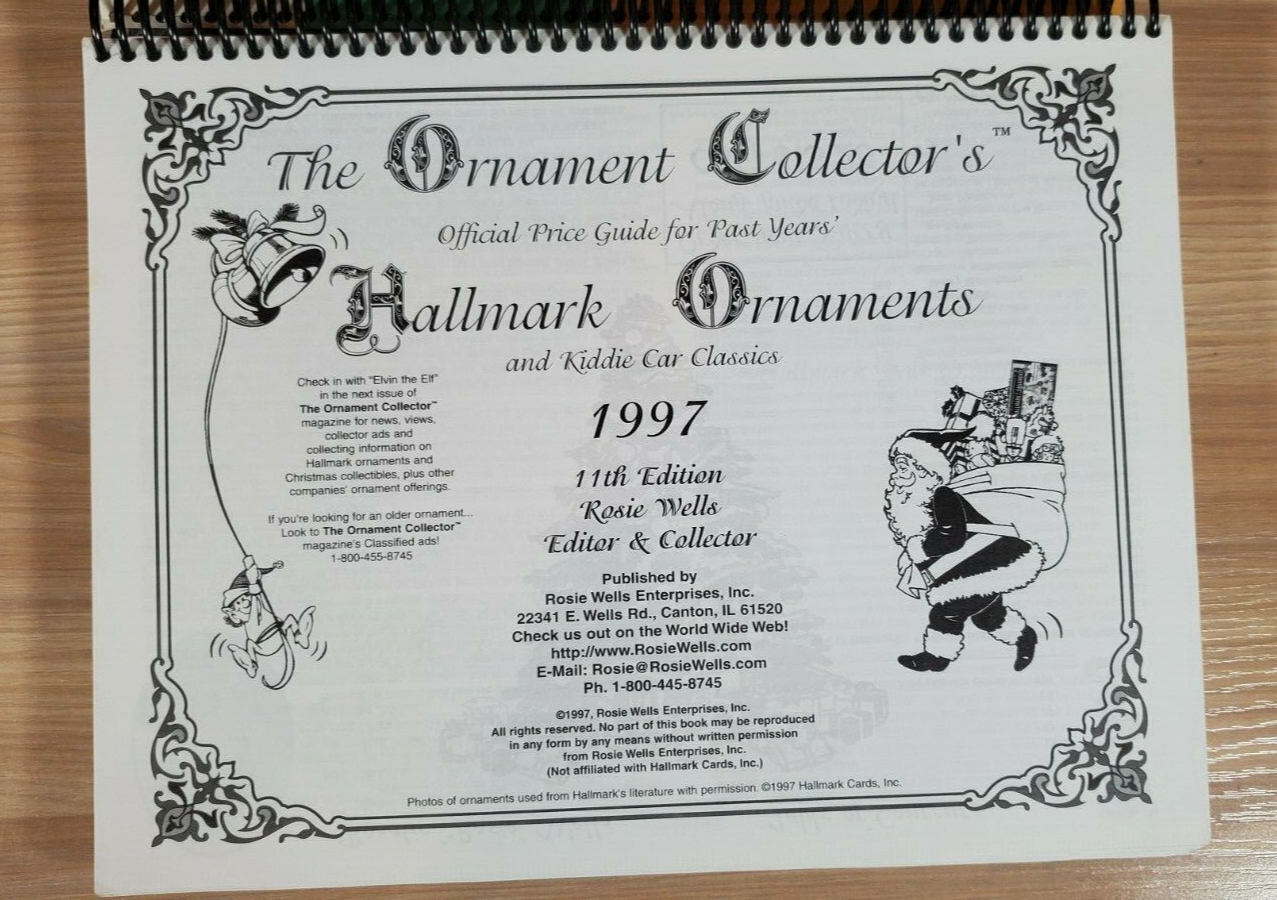 The Ornament Collector's™
Official Price Guide for Past Years'
Hallmark Ornaments
and Kiddie Car Classics
Check in with "Elvin the Elf"
in the next issue of
The Ornament Collector™
magazine for news, views,
collector ads and
collecting information on
Hallmark ornaments and
Christmas collectibles, plus other
companies' ornament offerings.
If you're looking for an older ornament...
Look to The Ornament Collector™
magazine's Classified ads!
1-800-455-8745
1997
11th Edition
Rosie Wells
Editor & Collector
Published by
Rosie Wells Enterprises, Inc.
22341 E. Wells Rd., Canton, IL 61520
Check us out on the World Wide Web!
http://www.RosieWells.com
E-Mail: Rosie@RosieWells.com
Ph. 1-800-445-8745
©1997, Rosie Wells Enterprises, Inc.
All rights reserved. No part of this book may be reproduced
in any form by any means without written permission
from Rosie Wells Enterprises, Inc.
(Not affiliated with Hallmark Cards, Inc.)
Photos of ornaments used from Hallmark's literature with permission. ©1997 Hallmark Cards, Inc.